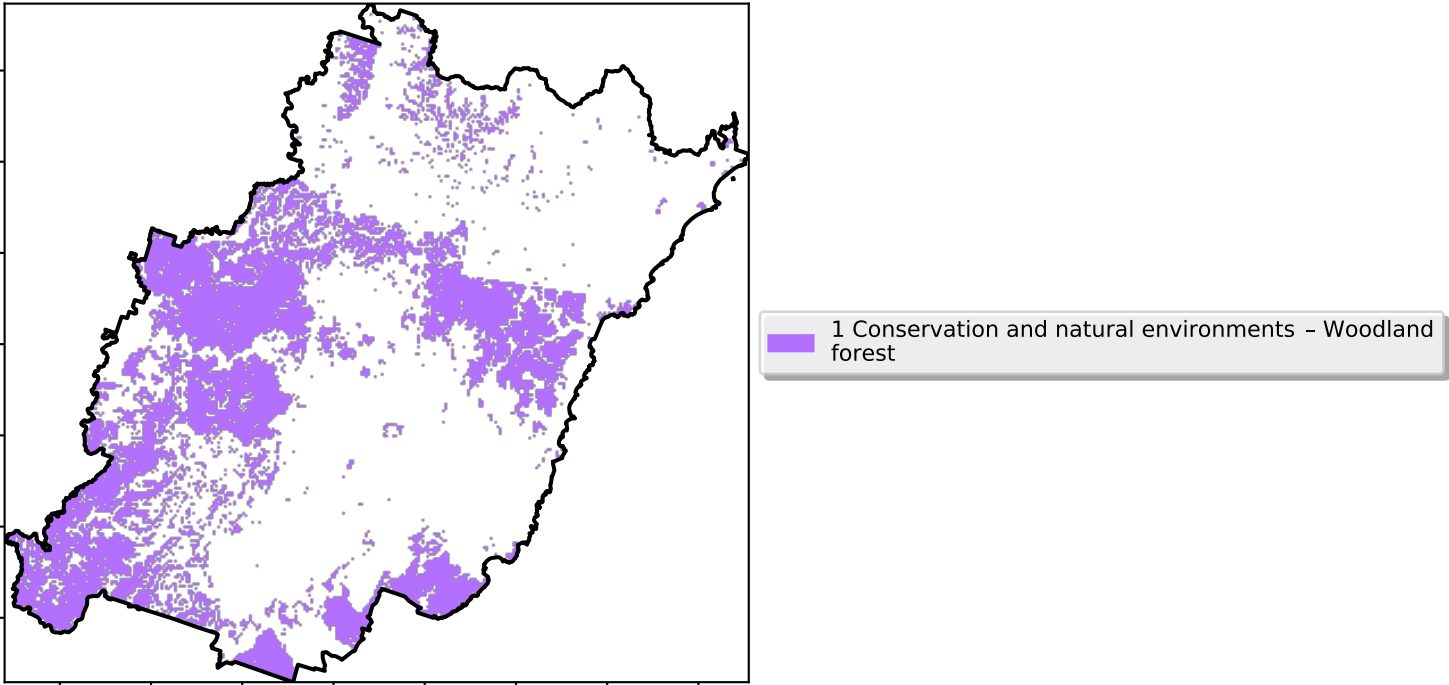 1 Conservation and natural environments – Woodland
forest